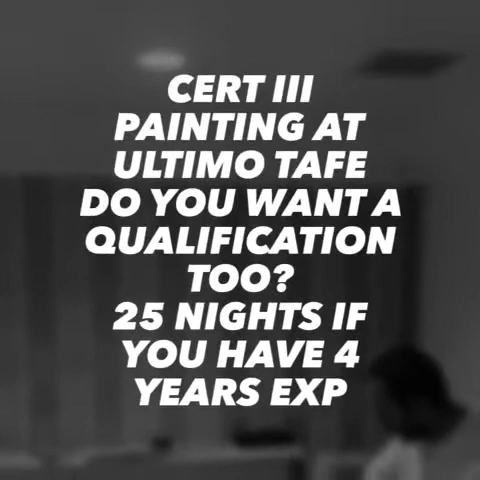 CERT III
PAINTING AT
ULTIMO TAFE
DO YOU WANT A
QUALIFICATION
TOO?
25 NIGHTS IF
YOU HAVE 4
YEARS EXP